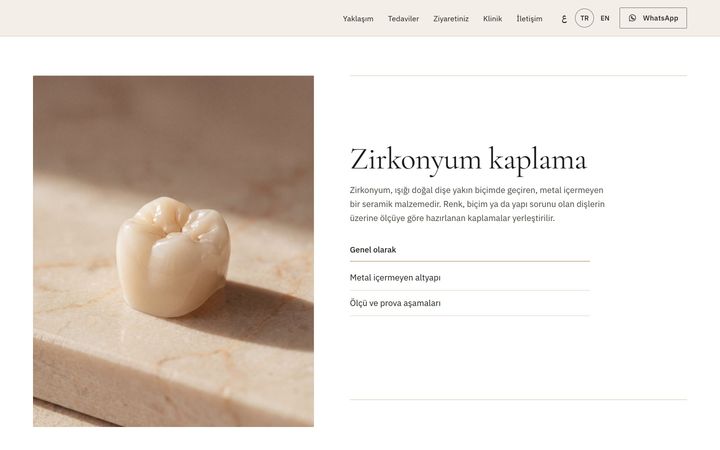 Yaklaşım Tedaviler Ziyaretiniz Klinik İletişim ع TR EN WhatsApp
Zirkonyum kaplama
Zirkonyum, ışığı doğal dişe yakın biçimde geçiren, metal içermeyen
bir seramik malzemedir. Renk, biçim ya da yapı sorunu olan dişlerin
üzerine ölçüye göre hazırlanan kaplamalar yerleştirilir.
Genel olarak
Metal içermeyen altyapı
Ölçü ve prova aşamaları